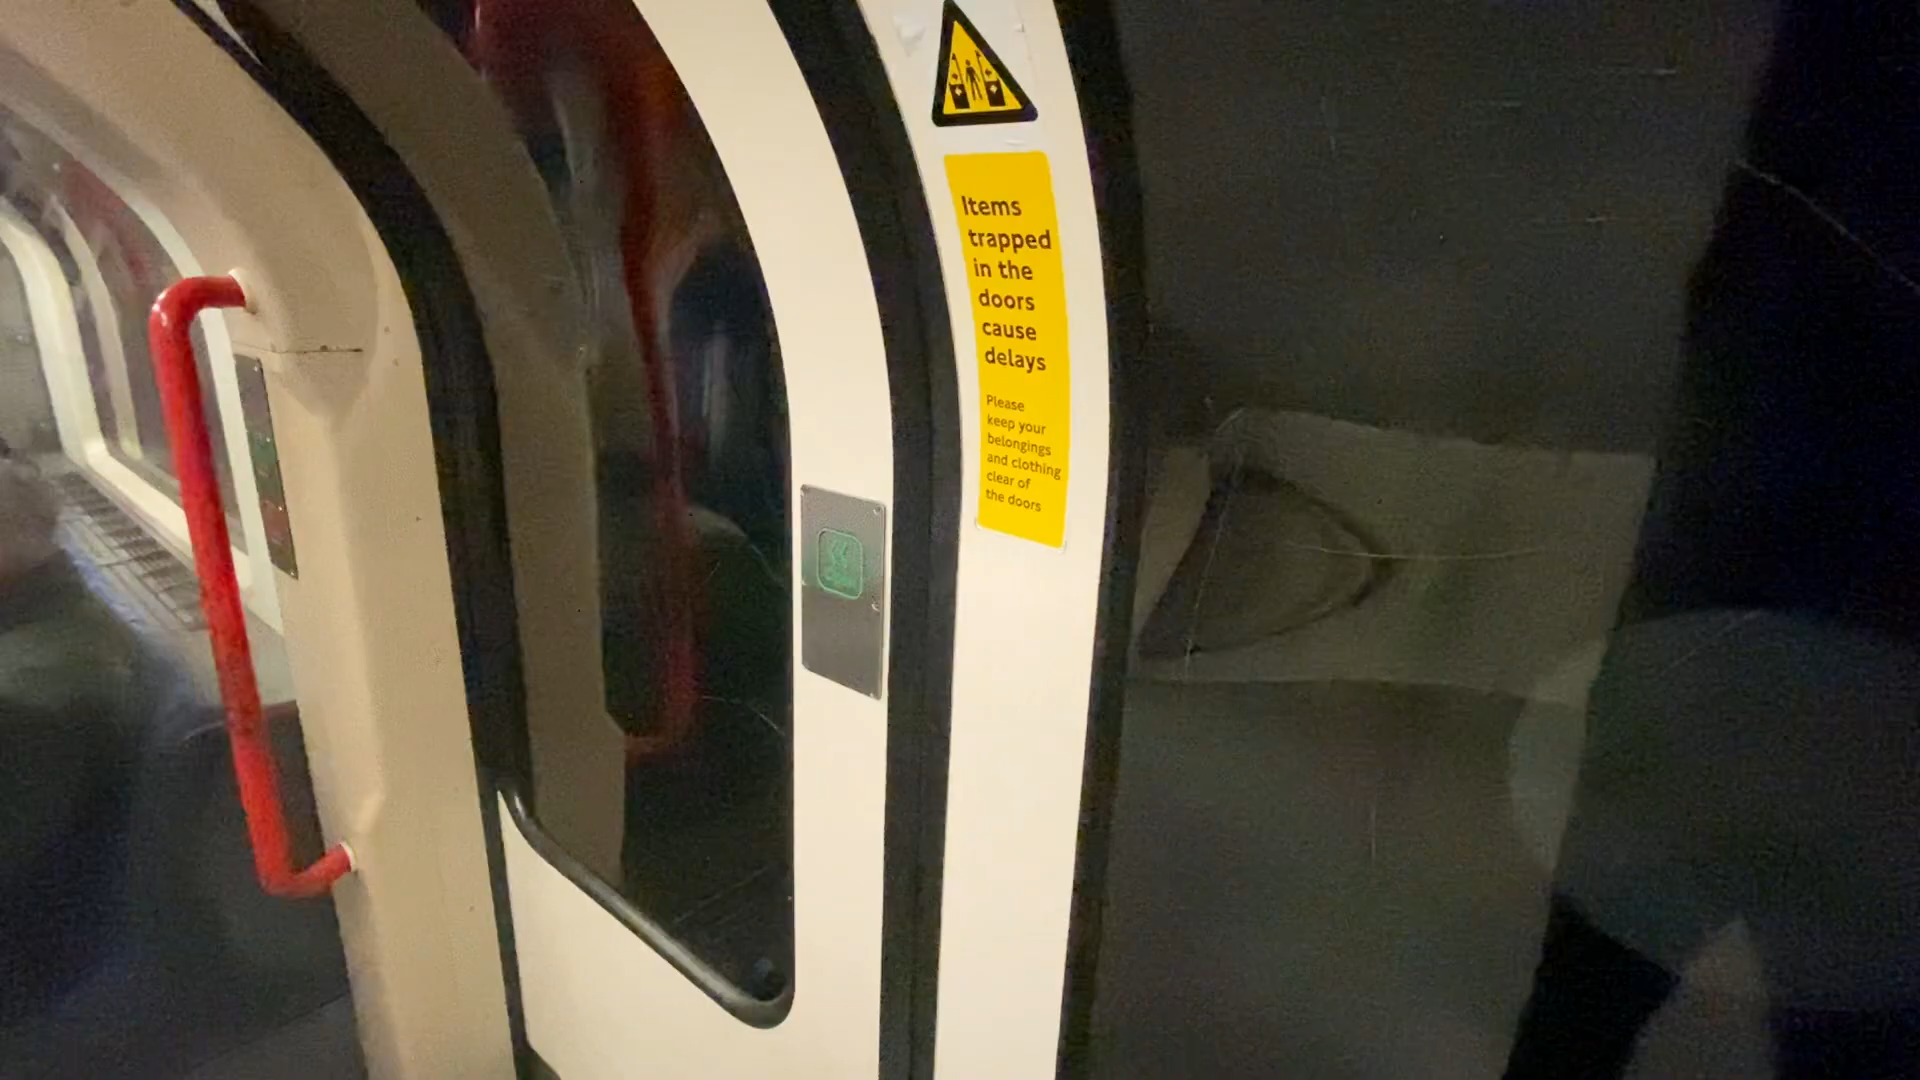 Items
trapped
in the
doors
cause
delays
Please
keep your
belongings
and clothing
clear of
the doors